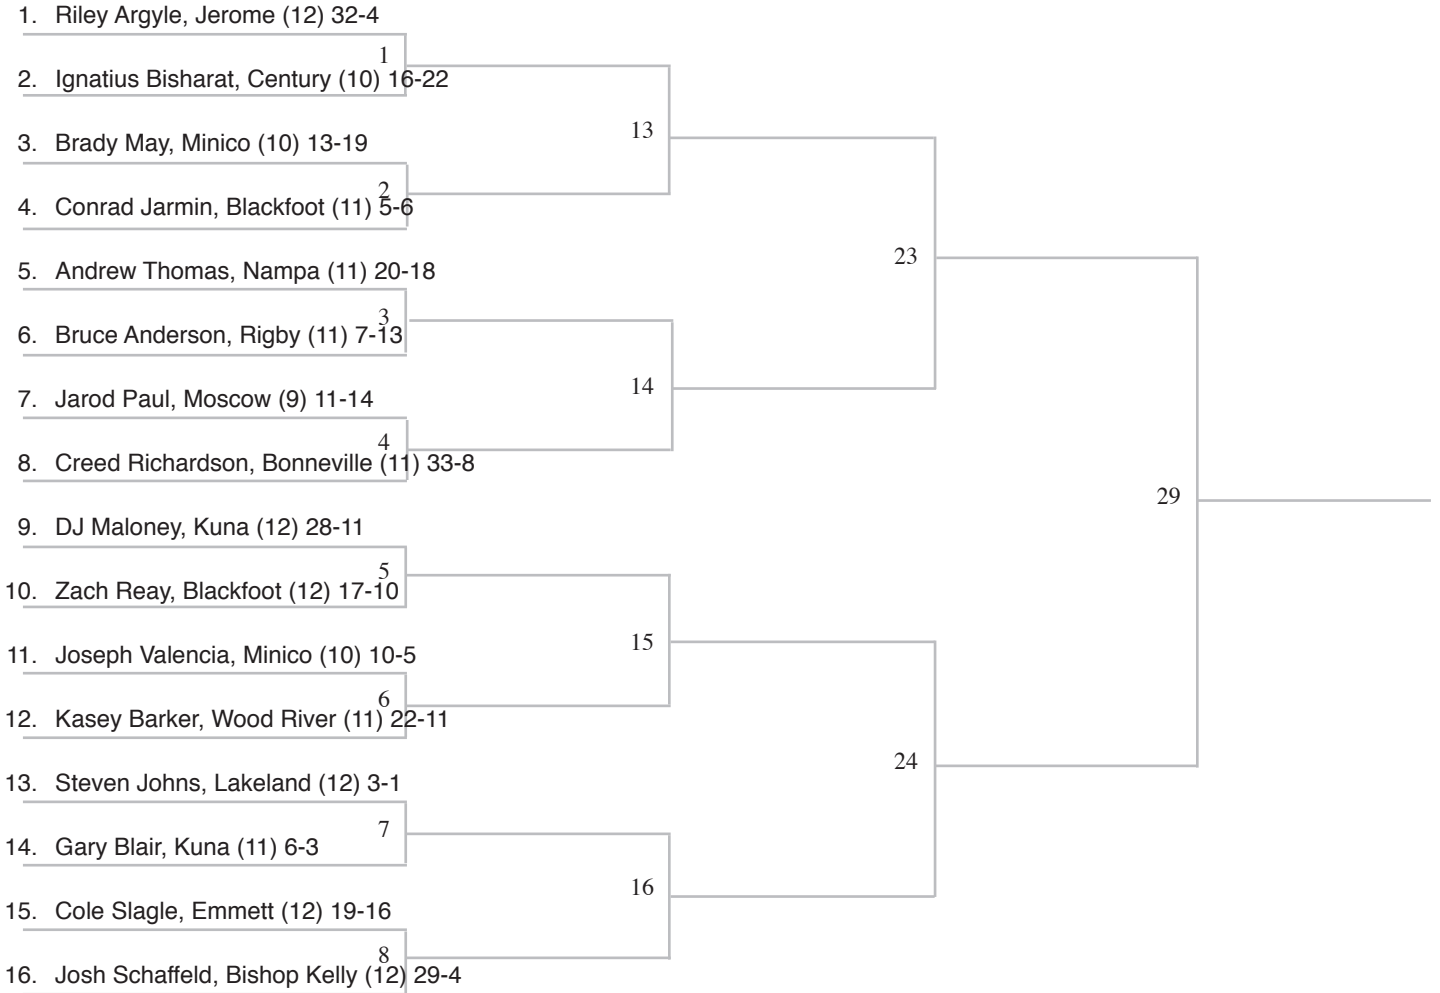 1. Riley Argyle, Jerome (12) 32-4
1
2. Ignatius Bisharat, Century (10) 16-22
13
3. Brady May, Minico (10) 13-19
2
4. Conrad Jarmin, Blackfoot (11) 5-6
23
5. Andrew Thomas, Nampa (11) 20-18
3
6. Bruce Anderson, Rigby (11) 7-13
14
7. Jarod Paul, Moscow (9) 11-14
4
8. Creed Richardson, Bonneville (11) 33-8
29
9. DJ Maloney, Kuna (12) 28-11
5
10. Zach Reay, Blackfoot (12) 17-10
15
11. Joseph Valencia, Minico (10) 10-5
6
12. Kasey Barker, Wood River (11) 22-11
24
13. Steven Johns, Lakeland (12) 3-1
7
14. Gary Blair, Kuna (11) 6-3
16
15. Cole Slagle, Emmett (12) 19-16
8
16. Josh Schaffeld, Bishop Kelly (12) 29-4